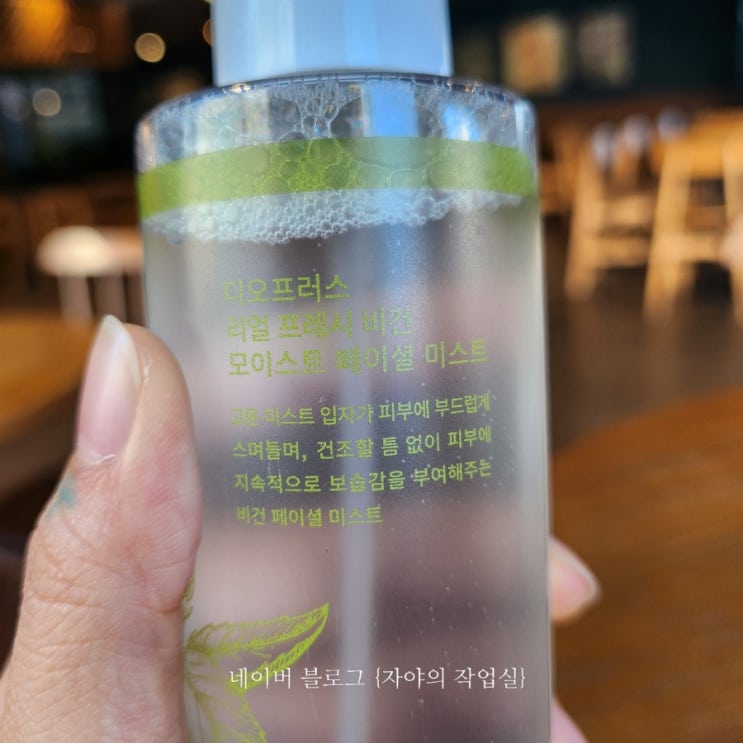 디오프러스
리얼 프레시 비건
모이스트 페이셜 미스트
고운 미스트 입자가 피부에 부드럽게
스며들며, 건조할 틈 없이 피부에
지속적으로 보습감을 부여해주는
비건 페이셜 미스트
네이버 블로그 {자야의 작업실}